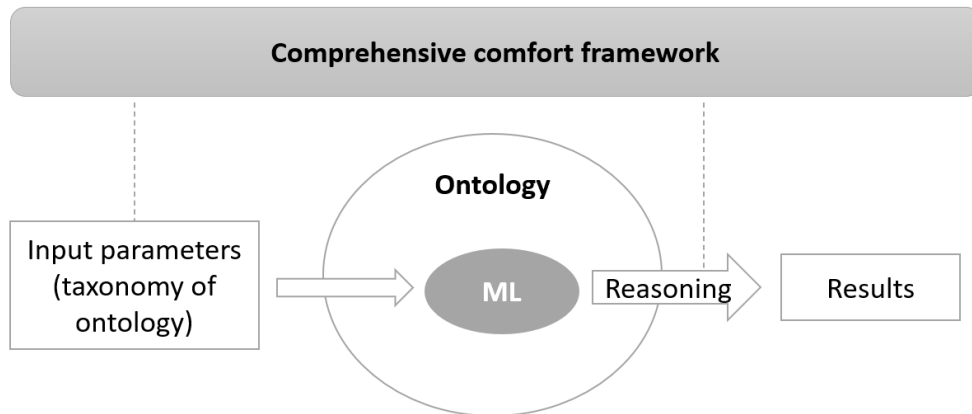 Comprehensive comfort framework
Ontology
Input parameters
(taxonomy of
ontology)
ML
Reasoning
Results